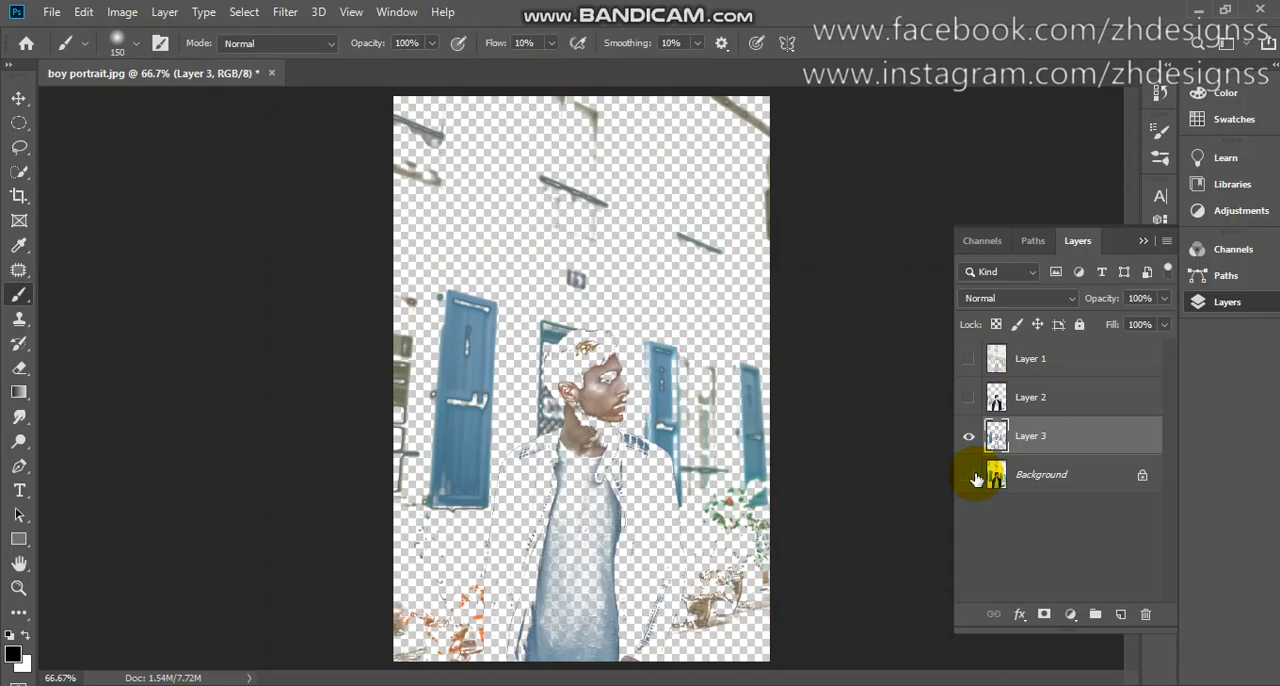 Ps File Edit Image Layer Type Select Filter 3D View Window Help
www.BANDICAM.com
www.facebook.com/zhdesignss
150 Mode: Normal Opacity: 100% Flow: 10% Smoothing: 10%
boy portrait.jpg @ 66.7% (Layer 3, RGB/8) * ×
www.instagram.com/zhdesignss
Color
Swatches
Learn
Libraries
Adjustments
Channels
Paths
Layers
Channels Paths Layers
Kind
Normal Opacity: 100%
Lock: Fill: 100%
Layer 1
Layer 2
Layer 3
Background
66.67% Doc: 1.54M/7.72M